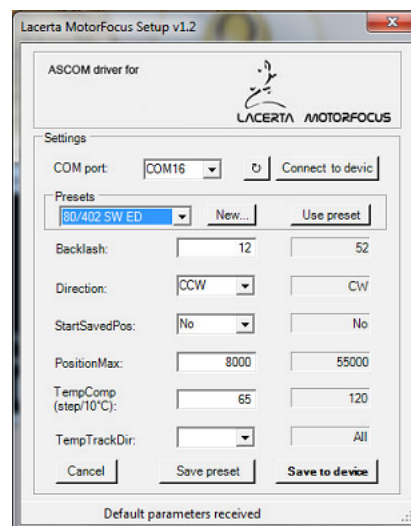 Lacerta MotorFocus Setup v1.2
ASCOM driver for
LACERTA MOTORFOCUS
Settings
COM port: COM16 ↻ Connect to devic
Presets
80/402 SW ED New... Use preset
Backlash: 12 52
Direction: CCW CW
StartSavedPos: No No
PositionMax: 8000 55000
TempComp
(step/10°C): 65 120
TempTrackDir: All
Cancel Save preset Save to device
Default parameters received